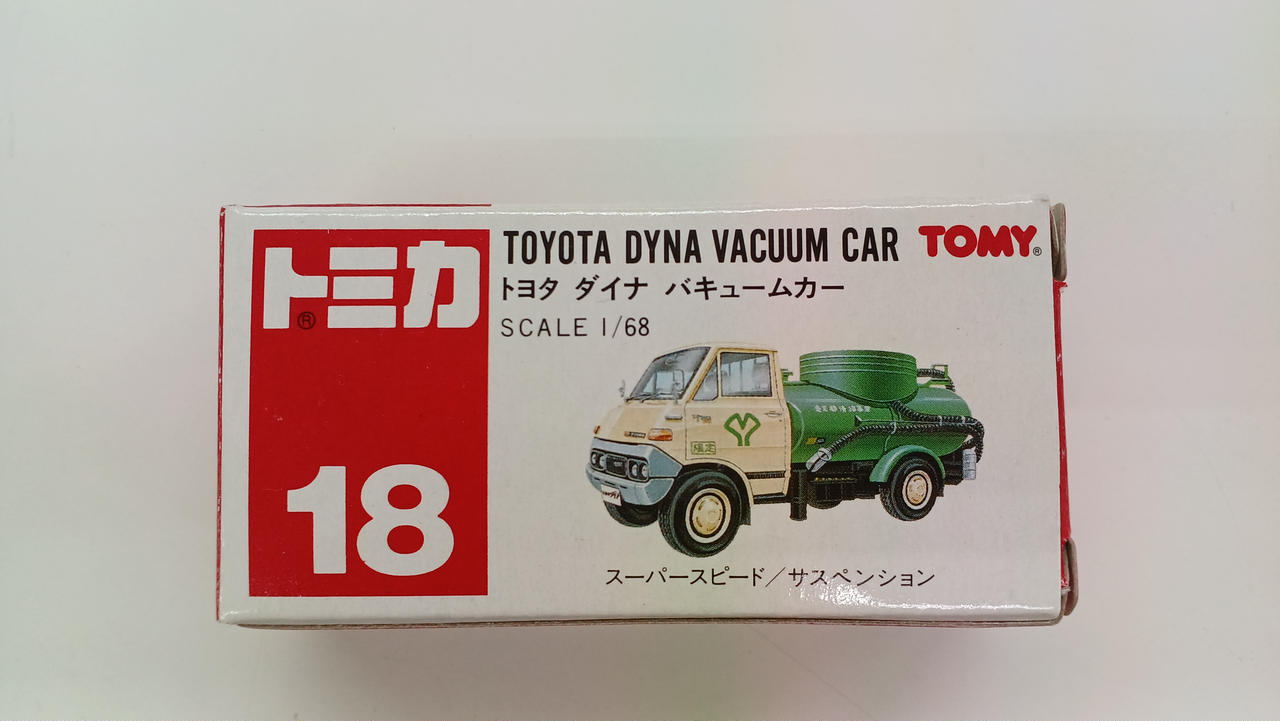 トミカ®
18
TOYOTA DYNA VACUUM CAR
TOMY®
トヨタ ダイナ バキュームカー
SCALE 1/68
限定
スーパースピード/サスペンション